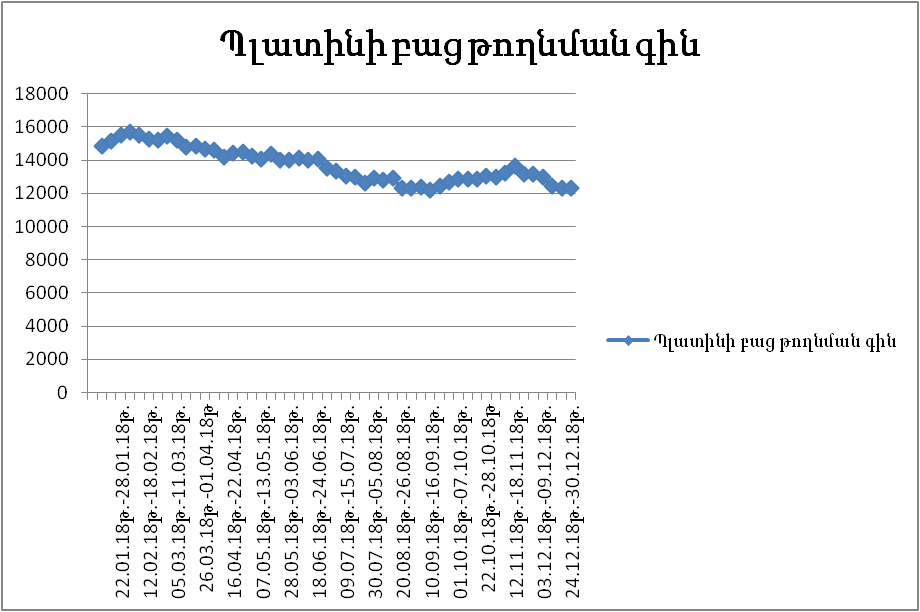 Պլատինի բաց թողնման գին
18000
16000
14000
12000
10000
8000
6000
4000
2000
0
22.01.18թ.-28.01.18թ.
12.02.18թ.-18.02.18թ.
05.03.18թ.-11.03.18թ.
26.03.18թ.-01.04.18թ
16.04.18թ.-22.04.18թ.
07.05.18թ.-13.05.18թ.
28.05.18թ.-03.06.18թ.
18.06.18թ.-24.06.18թ.
09.07.18թ.-15.07.18թ.
30.07.18թ.-05.08.18թ.
20.08.18թ.-26.08.18թ.
10.09.18թ.-16.09.18թ.
01.10.18թ.-07.10.18թ.
22.10.18թ.-28.10.18թ
12.11.18թ.-18.11.18թ.
03.12.18թ.-09.12.18թ.
24.12.18թ.-30.12.18թ.
Պլատինի բաց թողնման գին